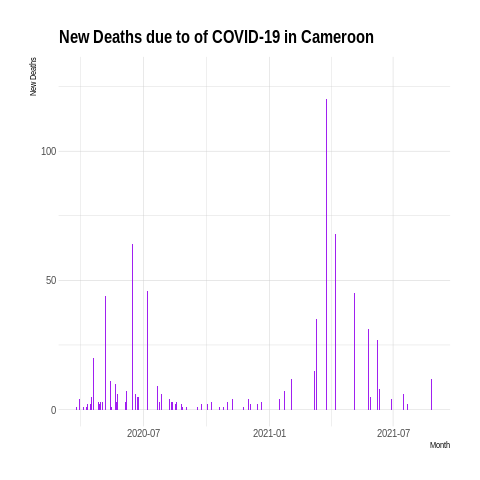 New Deaths due to of COVID-19 in Cameroon
New Deaths
100
50
0
2020-07 2021-01 2021-07
Month